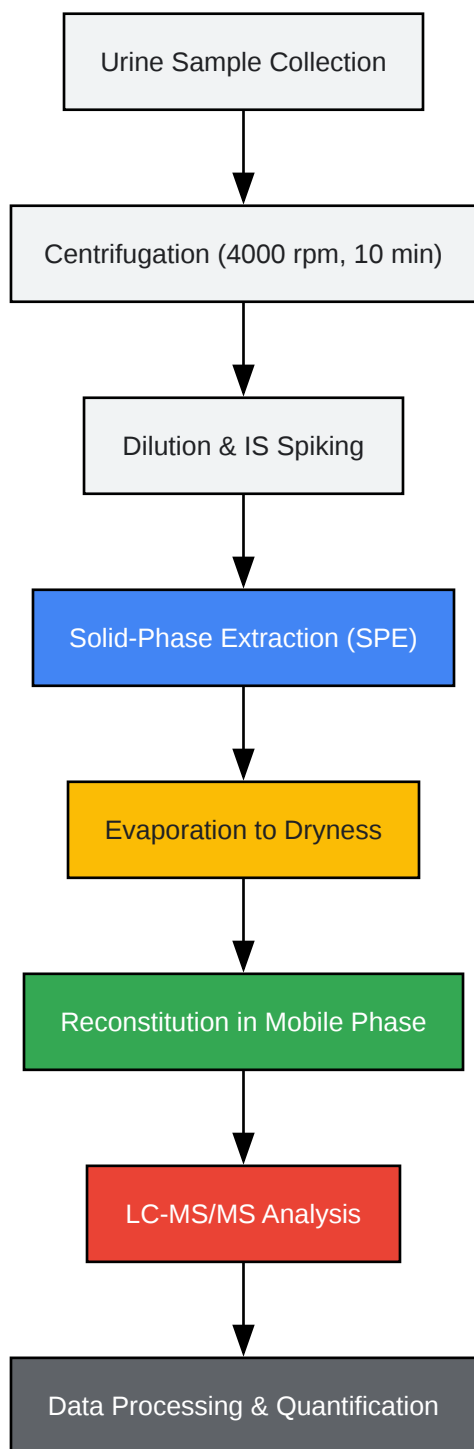 Urine Sample Collection
Centrifugation (4000 rpm, 10 min)
Dilution & IS Spiking
Solid-Phase Extraction (SPE)
Evaporation to Dryness
Reconstitution in Mobile Phase
LC-MS/MS Analysis
Data Processing & Quantification